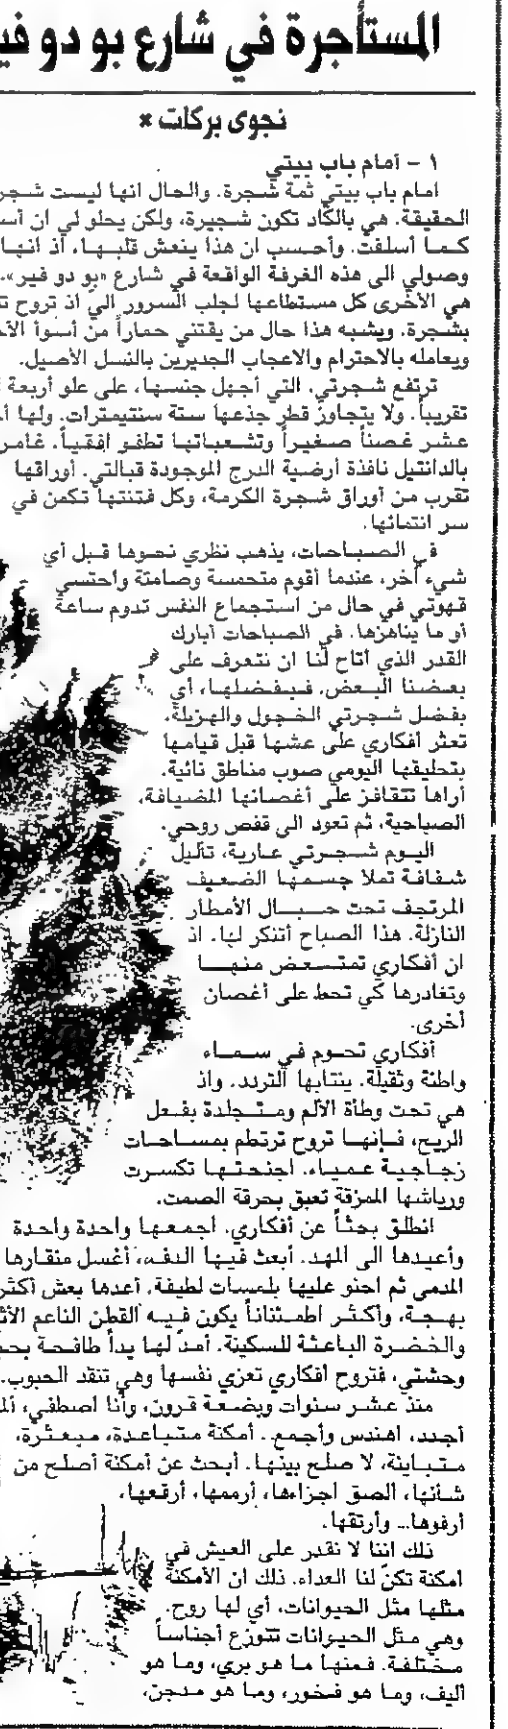 المستأجرة في شارع بو دو فير
نجوى بركات *
١ - أمام باب بيتي
امام باب بيتي ثمة شجرة. والحال انها ليست شجر
الحقيقة. هي بالكاد تكون شجيرة، ولكن يحلو لي ان أسـ
كما أسلفت. وأحسب ان هذا ينعش قلبها، اذ انها
وصولي الى هذه الغرفة الواقعة في شارع «بو دو فير».
هي الأخرى كل مستطاعها لجلب السرور اليّ اذ تروح تـ
بشجرة. ويشبه هذا حال من يقتني حماراً من أسوأ الأجـ
ويعامله بالاحترام والاعجاب الجديرين بالنسل الأصيل.
ترتفع شجرتي، التي أجهل جنسها، على علو أربعة
تقريباً. ولا يتجاوز قطر جذعها ستة سنتيمترات. ولها أ
عشر غصناً صغيراً وتشعباتها تطفو افقياً. غامر
بالدانتيل نافذة أرضية الدرج الموجودة قبالتي. أوراقها
تقرب من أوراق شجرة الكرمة، وكل فتنتها تكمن في
سر انتمائها.
في الصباحات، يذهب نظري نحوها قبل أي
شيء آخر، عندما أقوم متحمسة وصامتة وأحتسي
قهوتي في حال من استجماع النفس تدوم ساعة
أو ما يناهزها. في الصباحات أبارك
القدر الذي أتاح لنا ان نتعرف على
بعضنا البعض. فبفضلها، أي
بفضل شجرتي الخجول والهزيلة،
تعثر أفكاري على عشها قبل قيامها
بتحليقها اليومي صوب مناطق نائية.
أراها تتقافز على أغصانها المضيافة،
الصباحية، ثم تعود الى قفص روحي.
اليوم شجرتي عارية، تآليل
شفافة تملأ جسمها الضعيف
المرتجف تحت حبال الأمطار
النازلة. هذا الصباح أتنكر لها. اذ
ان أفكاري تمتعض منها
وتغادرها كي تحط على أغصان
أخرى.
أفكاري تحوم في سماء
واطئة وثقيلة. ينتابها التردد. واذ
هي تحت وطأة الألم ومتجلدة بفعل
الريح، فإنها تروح ترتطم بمساحات
زجاجية عمياء. اجنحتها تكسرت
ورياشها الممزقة تعبق بحرقة الصمت.
انطلق بحثاً عن أفكاري. اجمعها واحدة واحدة
وأعيدها الى المهد. أبعث فيها الدفء، أغسل منقارها
المدمى ثم احنو عليها بلمسات لطيفة. أعدها بعش أكثر
بهجة، وأكثر اطمئناناً يكون فيه القطن الناعم الأ
والخضرة الباعثة للسكينة. أمدّ لها يداً طافحة بحـ
وحشتي، فتروح افكاري تعزي نفسها وهي تنقد الحبوب.
منذ عشر سنوات وبضعة قرون، وأنا اصطفي، ألـ
أجدد، اهندس وأجمع.. أمكنة متباعدة، مبعثرة،
متباينة، لا صلح بينها. أبحث عن أمكنة أصلح من
شأنها، الصق اجزاءها، أرممها، أرقعها،
أرفوها... وأرتقها.
ذلك اننا لا نقدر على العيش في
امكنة تكنّ لنا العداء. ذلك ان الأمكنة
مثلها مثل الحيوانات، أي لها روح.
وهي مثل الحيوانات تتوزع أجناساً
مختلفة. فمنها ما هو بري، وما هو
أليف، وما هو فخور، وما هو مدجن،